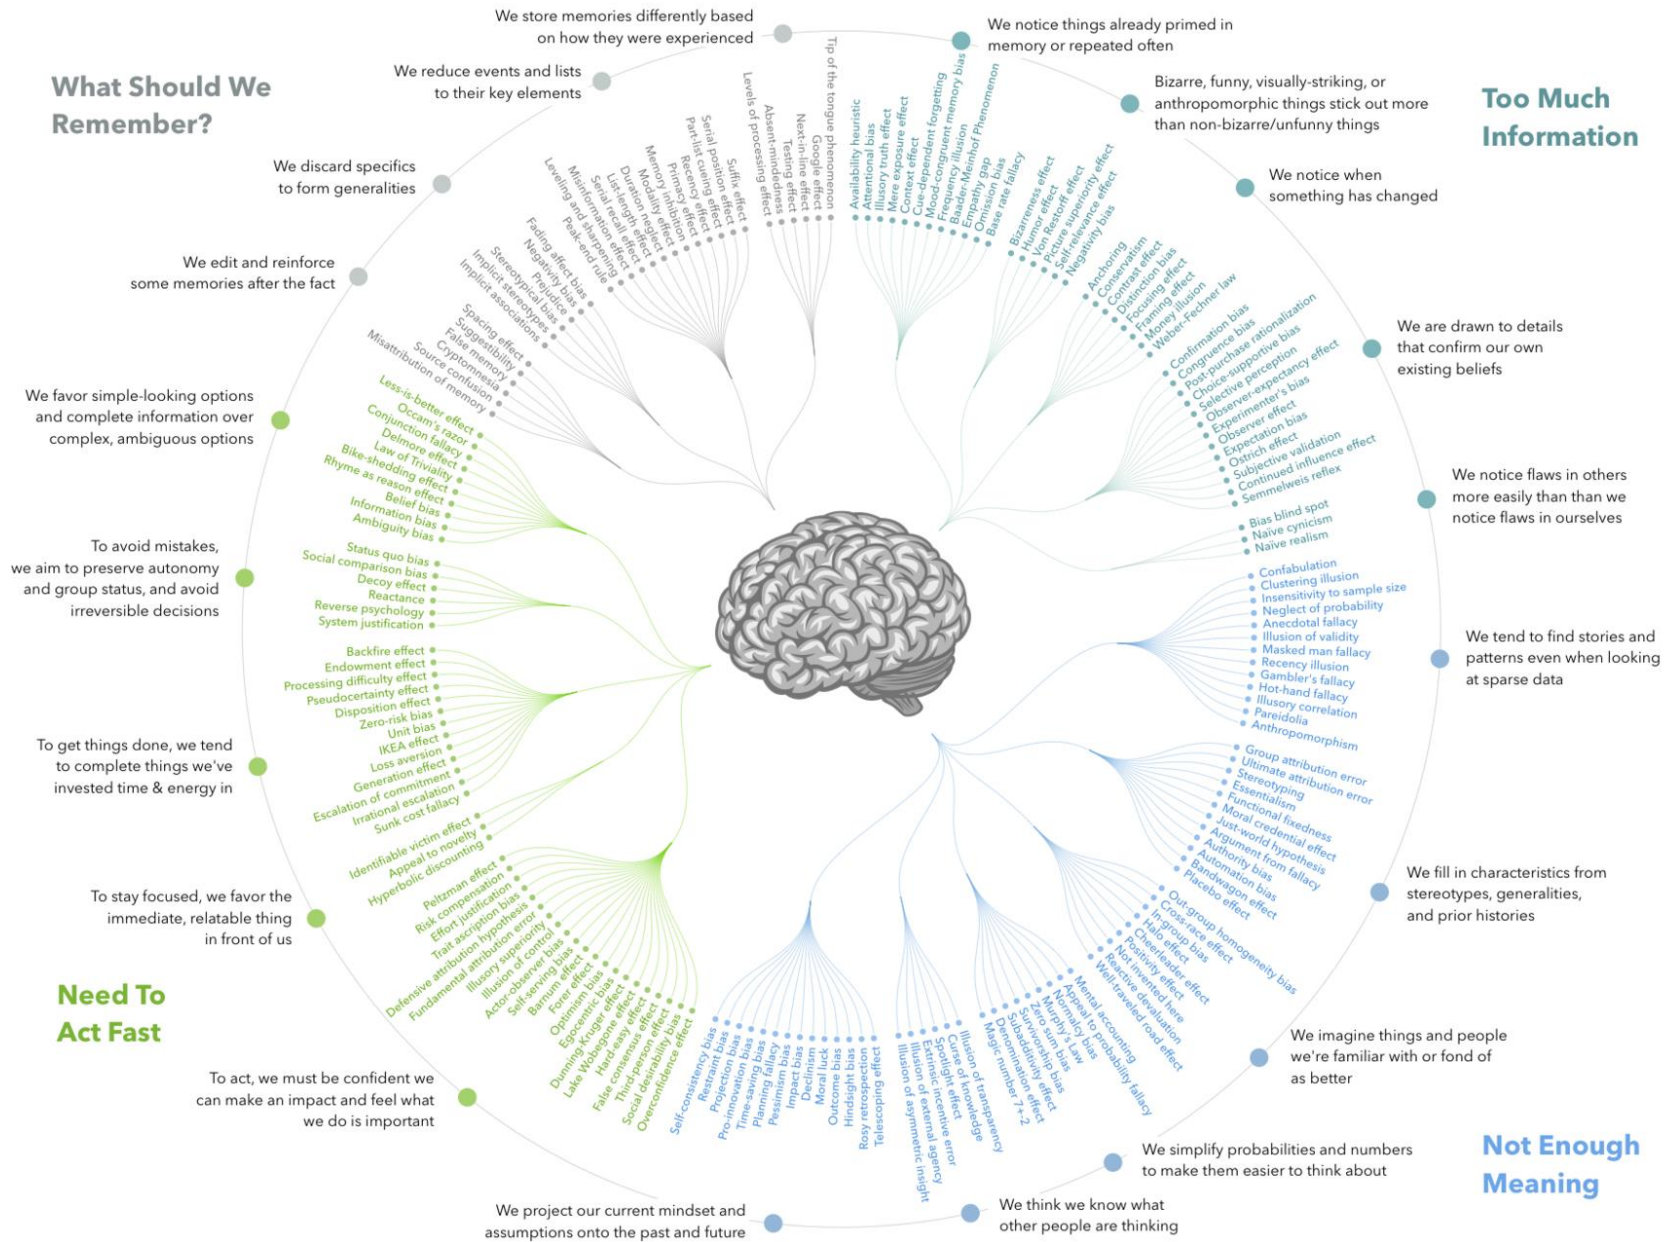 What Should We
Remember?
We store memories differently based
on how they were experienced
We reduce events and lists
to their key elements
We discard specifics
to form generalities
We edit and reinforce
some memories after the fact
Tip of the tongue phenomenon
Google effect
Next-in-line effect
Testing effect
Absent-mindedness
Levels of processing effect
Suffix effect
Serial position effect
Part-list cueing effect
Recency effect
Primacy effect
Memory inhibition
Modality effect
Duration neglect
List-length effect
Serial recall effect
Misinformation effect
Leveling and sharpening
Peak-end rule
Fading affect bias
Negativity bias
Prejudice
Stereotypical bias
Implicit stereotypes
Implicit associations
Spacing effect
Suggestibility
False memory
Cryptomnesia
Source confusion
Misattribution of memory
Too Much
Information
We notice things already primed in
memory or repeated often
Bizarre, funny, visually-striking, or
anthropomorphic things stick out more
than non-bizarre/unfunny things
We notice when
something has changed
We are drawn to details
that confirm our own
existing beliefs
We notice flaws in others
more easily than than we
notice flaws in ourselves
Availability heuristic
Attentional bias
Illusory truth effect
Mere exposure effect
Context effect
Cue-dependent forgetting
Mood-congruent memory bias
Frequency illusion
Baader-Meinhof Phenomenon
Empathy gap
Omission bias
Base rate fallacy
Bizarreness effect
Humor effect
Von Restorff effect
Picture superiority effect
Self-relevance effect
Negativity bias
Anchoring
Conservatism
Contrast effect
Distinction bias
Focusing effect
Framing effect
Money illusion
Weber-Fechner law
Confirmation bias
Congruence bias
Post-purchase rationalization
Choice-supportive bias
Selective perception
Observer-expectancy effect
Experimenter's bias
Observer effect
Expectation bias
Ostrich effect
Subjective validation
Continued influence effect
Semmelweis reflex
Bias blind spot
Naïve cynicism
Naïve realism
We tend to find stories and
patterns even when looking
at sparse data
We fill in characteristics from
stereotypes, generalities,
and prior histories
We imagine things and people
we're familiar with or fond of
as better
We simplify probabilities and numbers
to make them easier to think about
We think we know what
other people are thinking
We project our current mindset and
assumptions onto the past and future
Not Enough
Meaning
Confabulation
Clustering illusion
Insensitivity to sample size
Neglect of probability
Anecdotal fallacy
Illusion of validity
Masked man fallacy
Recency illusion
Gambler's fallacy
Hot-hand fallacy
Illusory correlation
Pareidolia
Anthropomorphism
Group attribution error
Ultimate attribution error
Stereotyping
Essentialism
Functional fixedness
Moral credential effect
Just-world hypothesis
Argument from fallacy
Authority bias
Automation bias
Bandwagon effect
Placebo effect
Out-group homogeneity bias
Cross-race effect
In-group bias
Halo effect
Cheerleader effect
Positivity effect
Not invented here
Reactive devaluation
Well-traveled road effect
Mental accounting
Appeal to probability fallacy
Normalcy bias
Murphy's Law
Zero sum bias
Survivorship bias
Subadditivity effect
Denomination effect
Magic number 7+-2
Illusion of transparency
Curse of knowledge
Spotlight effect
Extrinsic incentive error
Illusion of external agency
Illusion of asymmetric insight
Telescoping effect
Rosy retrospection
Hindsight bias
Outcome bias
Moral luck
Declinism
Impact bias
Pessimism bias
Planning fallacy
Time-saving bias
Pro-innovation bias
Projection bias
Restraint bias
Self-consistency bias
We favor simple-looking options
and complete information over
complex, ambiguous options
To avoid mistakes,
we aim to preserve autonomy
and group status, and avoid
irreversible decisions
To get things done, we tend
to complete things we've
invested time & energy in
To stay focused, we favor the
immediate, relatable thing
in front of us
Need To
Act Fast
To act, we must be confident we
can make an impact and feel what
we do is important
Less-is-better effect
Occam's razor
Conjunction fallacy
Delmore effect
Law of Triviality
Bike-shedding effect
Rhyme as reason effect
Belief bias
Information bias
Ambiguity bias
Status quo bias
Social comparison bias
Decoy effect
Reactance
Reverse psychology
System justification
Backfire effect
Endowment effect
Processing difficulty effect
Pseudocertainty effect
Disposition effect
Zero-risk bias
Unit bias
IKEA effect
Loss aversion
Generation effect
Escalation of commitment
Irrational escalation
Sunk cost fallacy
Identifiable victim effect
Appeal to novelty
Hyperbolic discounting
Peltzman effect
Risk compensation
Effort justification
Trait ascription bias
Defensive attribution hypothesis
Fundamental attribution error
Illusory superiority
Illusion of control
Actor-observer bias
Self-serving bias
Barnum effect
Forer effect
Optimism bias
Egocentric bias
Dunning-Kruger effect
Lake Wobegone effect
Hard-easy effect
False consensus effect
Third-person effect
Social desirability bias
Overconfidence effect